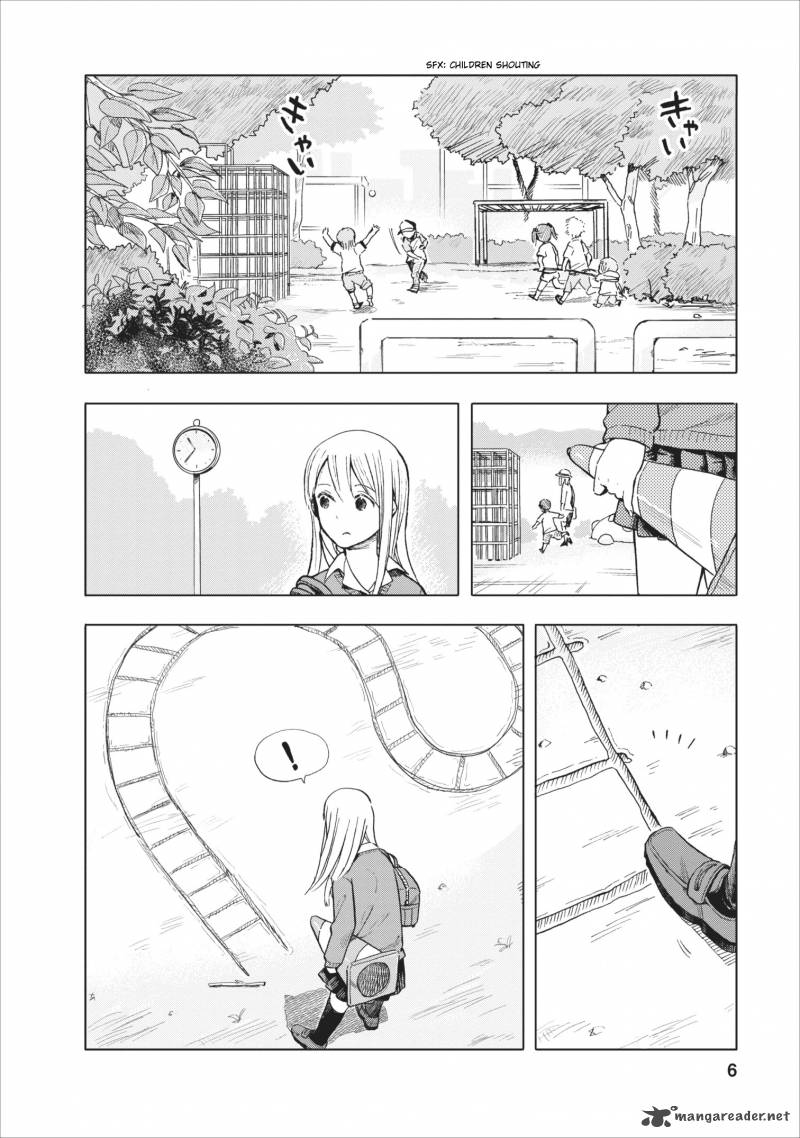 SFX: CHILDREN SHOUTING
きゃい
きゃい
!
6
mangareader.net